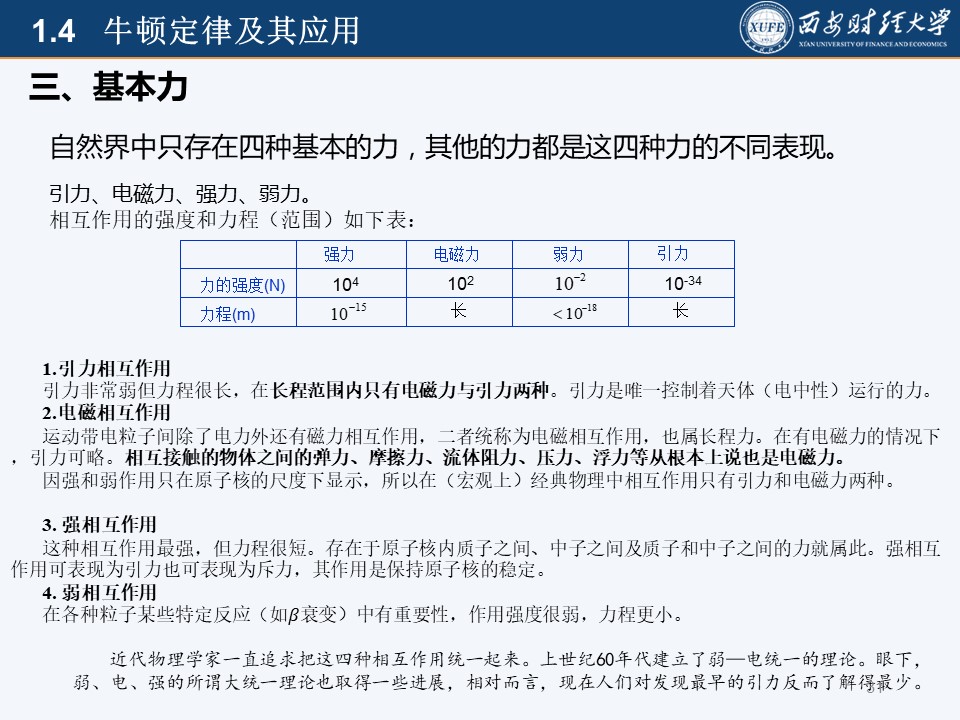 1.4 牛顿定律及其应用
XUFE
西安财经大学
XI'AN UNIVERSITY OF FINANCE AND ECONOMICS
三、基本力
自然界中只存在四种基本的力，其他的力都是这四种力的不同表现。
引力、电磁力、强力、弱力。
相互作用的强度和力程（范围）如下表：
强力 电磁力 弱力 引力
力的强度(N) 10⁴ 10² 10⁻² 10⁻³⁴
力程(m) 10⁻¹⁵ 长 <10⁻¹⁸ 长
1.引力相互作用
引力非常弱但力程很长，在长程范围内只有电磁力与引力两种。引力是唯一控制着天体（电中性）运行的力。
2.电磁相互作用
运动带电粒子间除了电力外还有磁力相互作用，二者统称为电磁相互作用，也属长程力。在有电磁力的情况下
，引力可略。相互接触的物体之间的弹力、摩擦力、流体阻力、压力、浮力等从根本上说也是电磁力。
因强和弱作用只在原子核的尺度下显示，所以在（宏观上）经典物理中相互作用只有引力和电磁力两种。
3. 强相互作用
这种相互作用最强，但力程很短。存在于原子核内质子之间、中子之间及质子和中子之间的力就属此。强相互
作用可表现为引力也可表现为斥力，其作用是保持原子核的稳定。
4. 弱相互作用
在各种粒子某些特定反应（如β衰变）中有重要性，作用强度很弱，力程更小。
近代物理学家一直追求把这四种相互作用统一起来。上世纪60年代建立了弱—电统一的理论。眼下，
弱、电、强的所谓大统一理论也取得一些进展，相对而言，现在人们对发现最早的引力反而了解得最少。